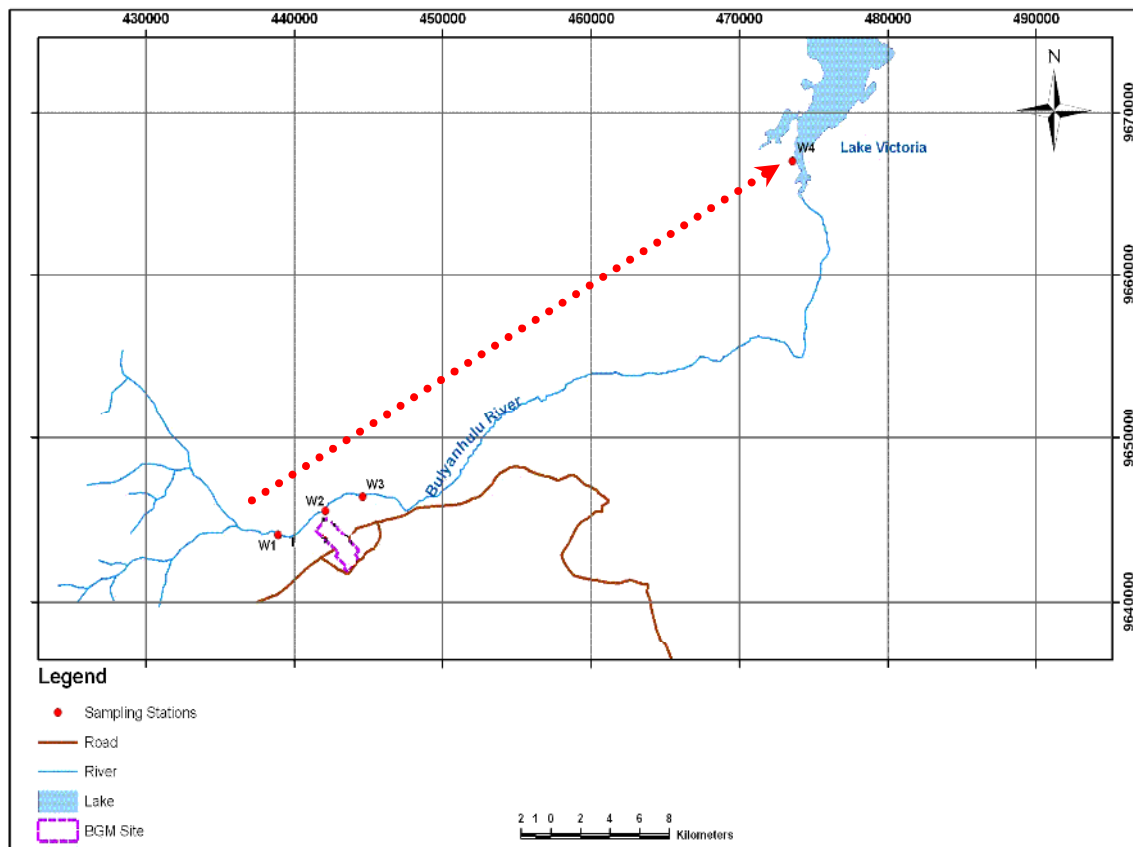 430000 440000 450000 460000 470000 480000 490000
N
9670000
W4 Lake Victoria
9660000
9650000
Bulyanhulu River
W3
W2
W1
9640000
Legend
Sampling Stations
Road
River
Lake
BGM Site
2 1 0 2 4 6 8
Kilometers